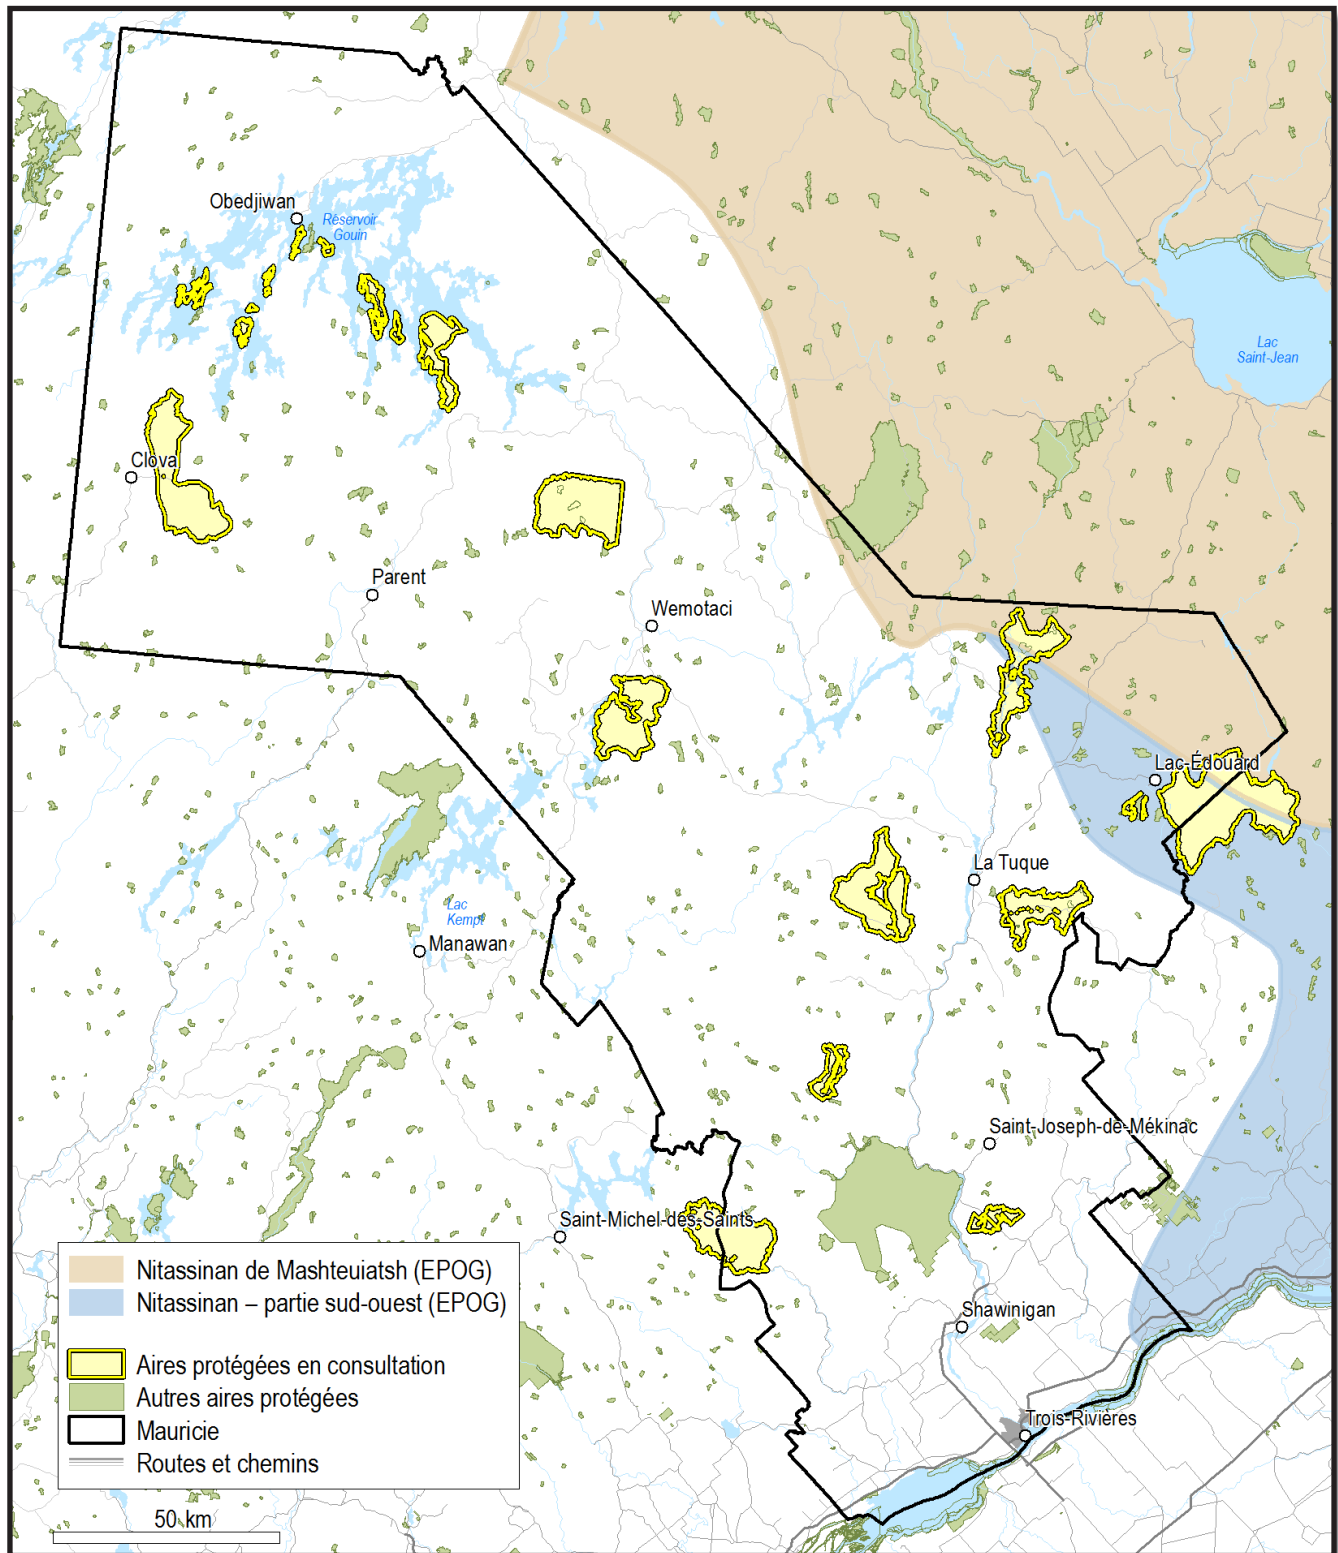 Obedjiwan
Réservoir
Gouin
Lac
Saint-Jean
Clova
Parent
Wemotaci
Lac-Édouard
La Tuque
Lac
Kempt
Manawan
Saint-Joseph-de-Mékinac
Saint-Michel-des-Saints
Shawinigan
Trois-Rivières
Nitassinan de Mashteuiatsh (EPOG)
Nitassinan – partie sud-ouest (EPOG)
Aires protégées en consultation
Autres aires protégées
Mauricie
Routes et chemins
50 km